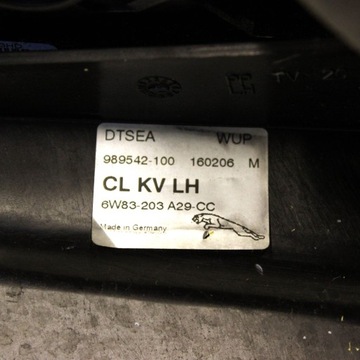 DTSEA WUP
989542-100 160206 M
CL KV LH
6W83-203 A29-CC
Made in Germany